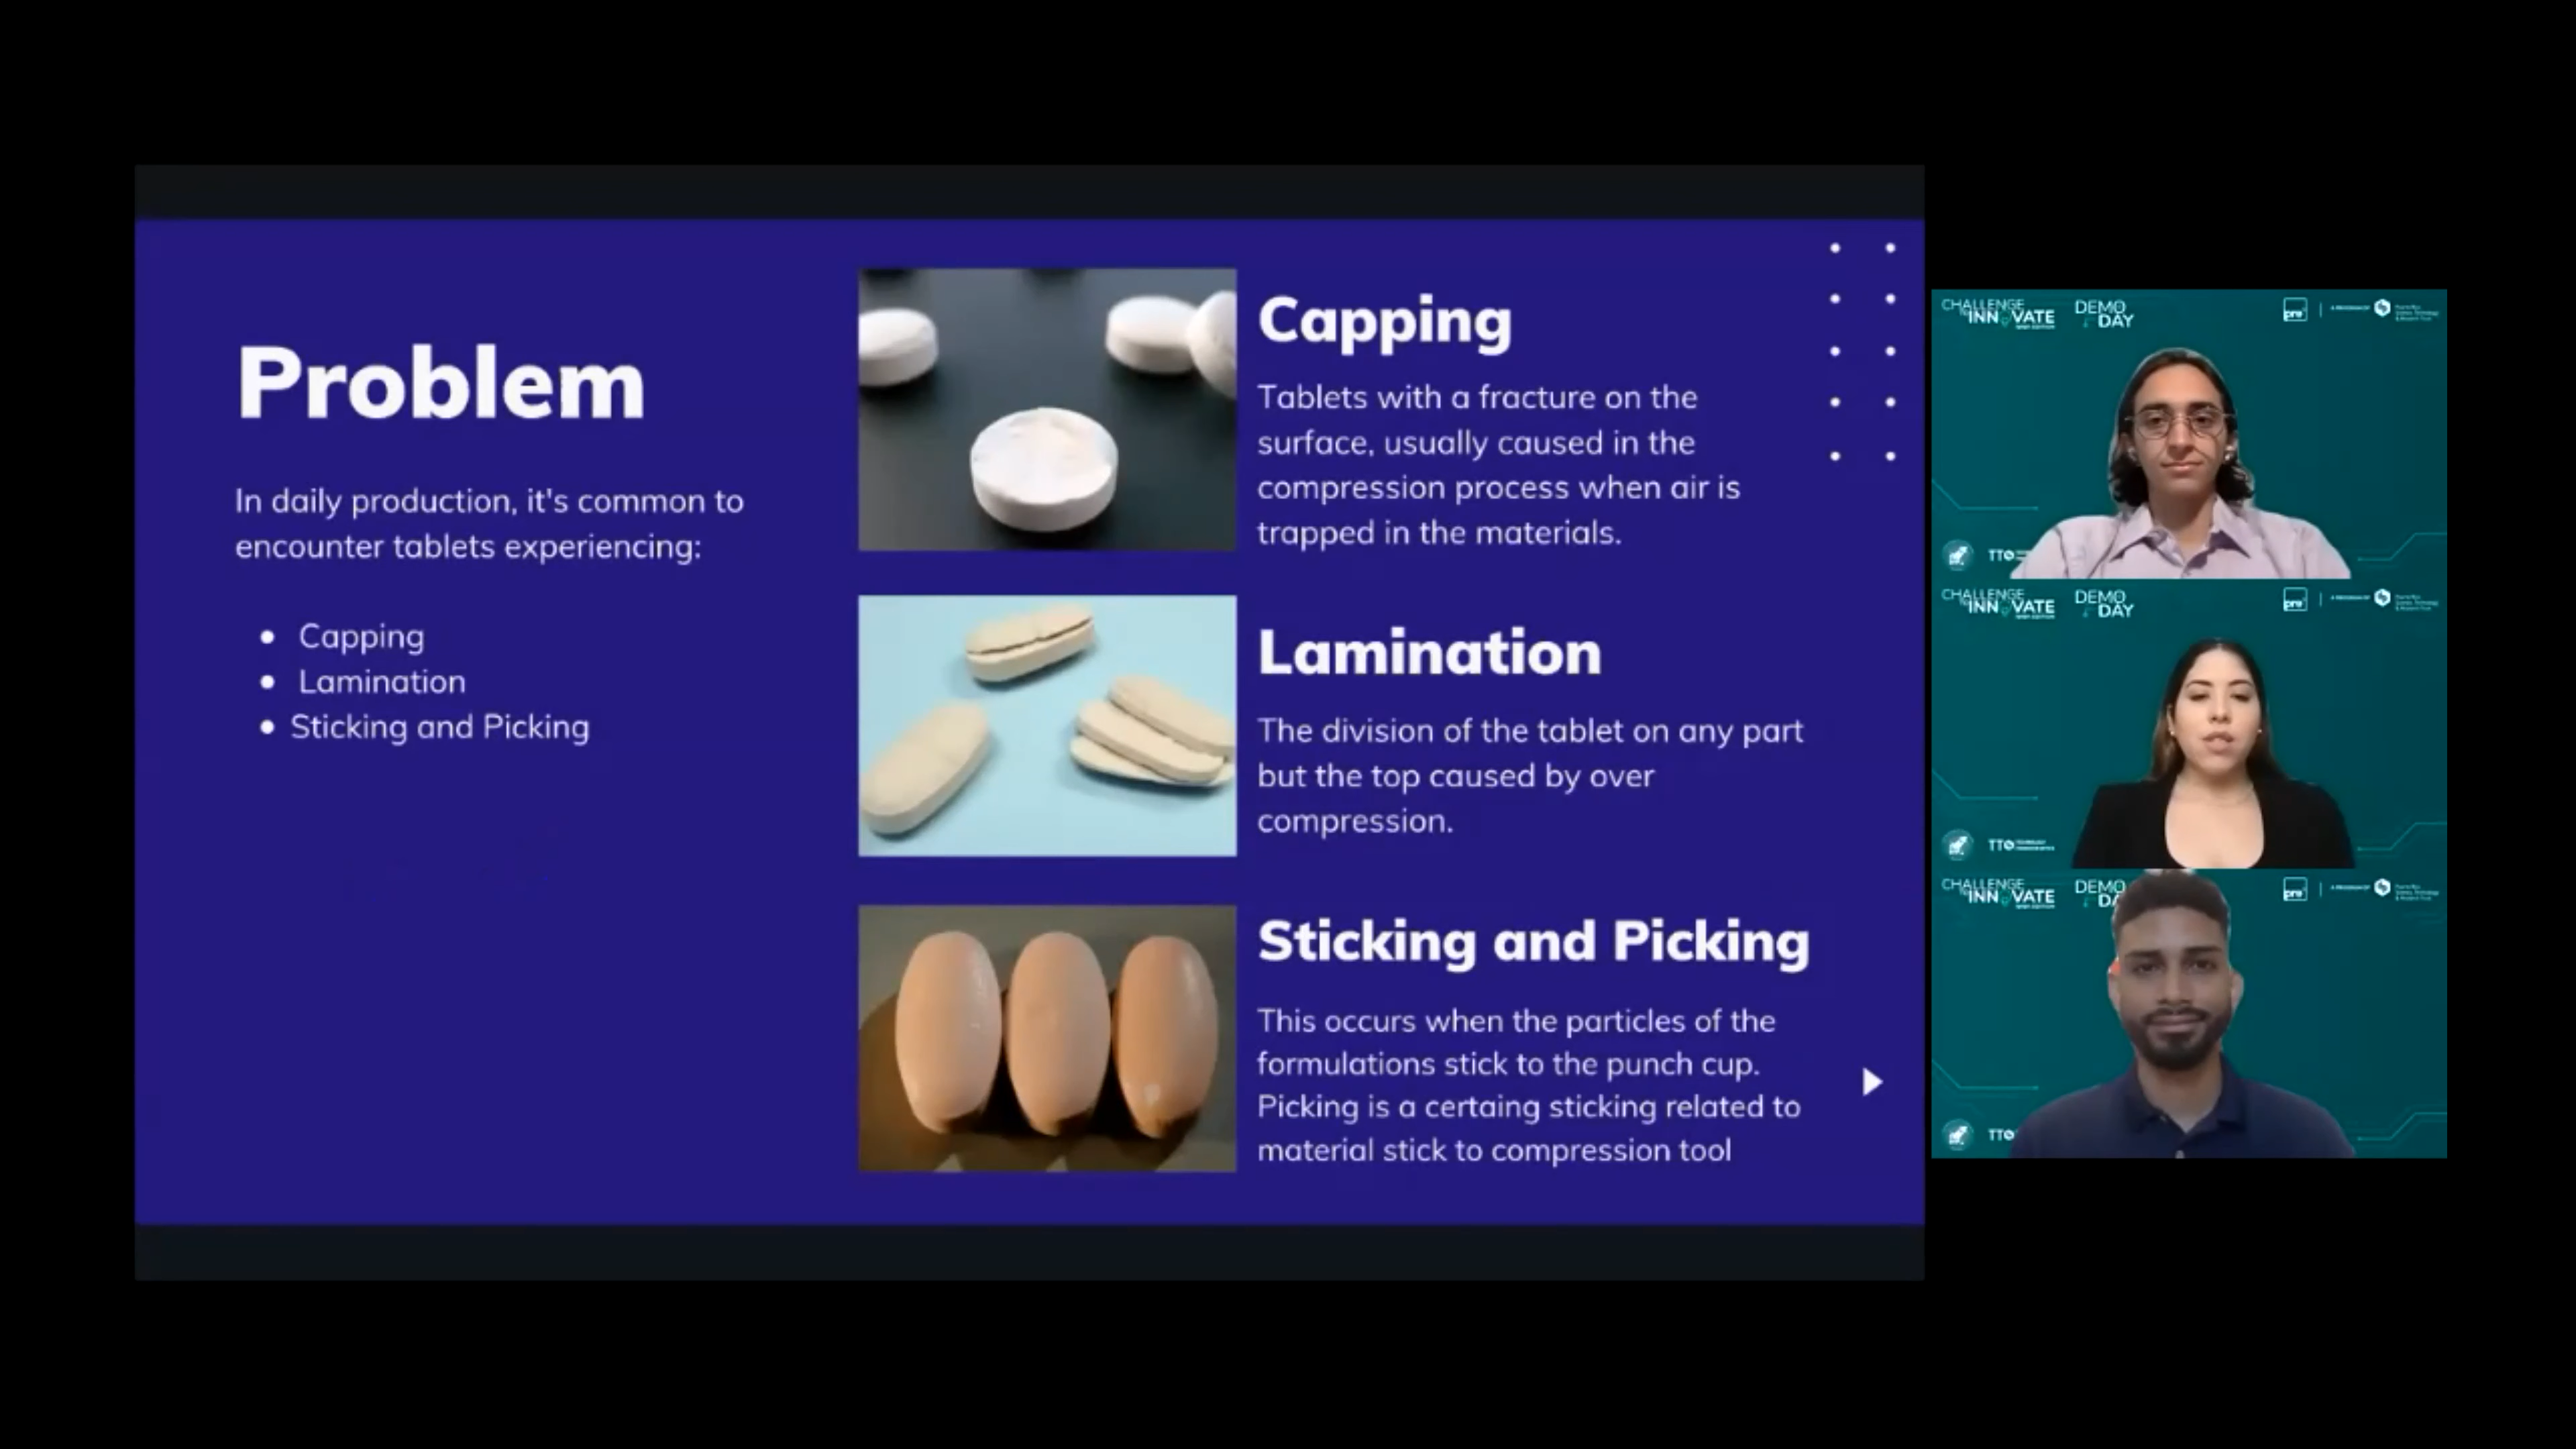 Problem
In daily production, it's common to
encounter tablets experiencing:
• Capping
• Lamination
• Sticking and Picking
Capping
Tablets with a fracture on the
surface, usually caused in the
compression process when air is
trapped in the materials.
Lamination
The division of the tablet on any part
but the top caused by over
compression.
Sticking and Picking
This occurs when the particles of the
formulations stick to the punch cup.
Picking is a certaing sticking related to
material stick to compression tool
CHALLENGE
INNOVATE
DEMO
DAY
pre
TTO
CHALLENGE
INNOVATE
DEMO
DAY
pre
TTO
CHALLENGE
INNOVATE
DEMO
DA
pre
TTO